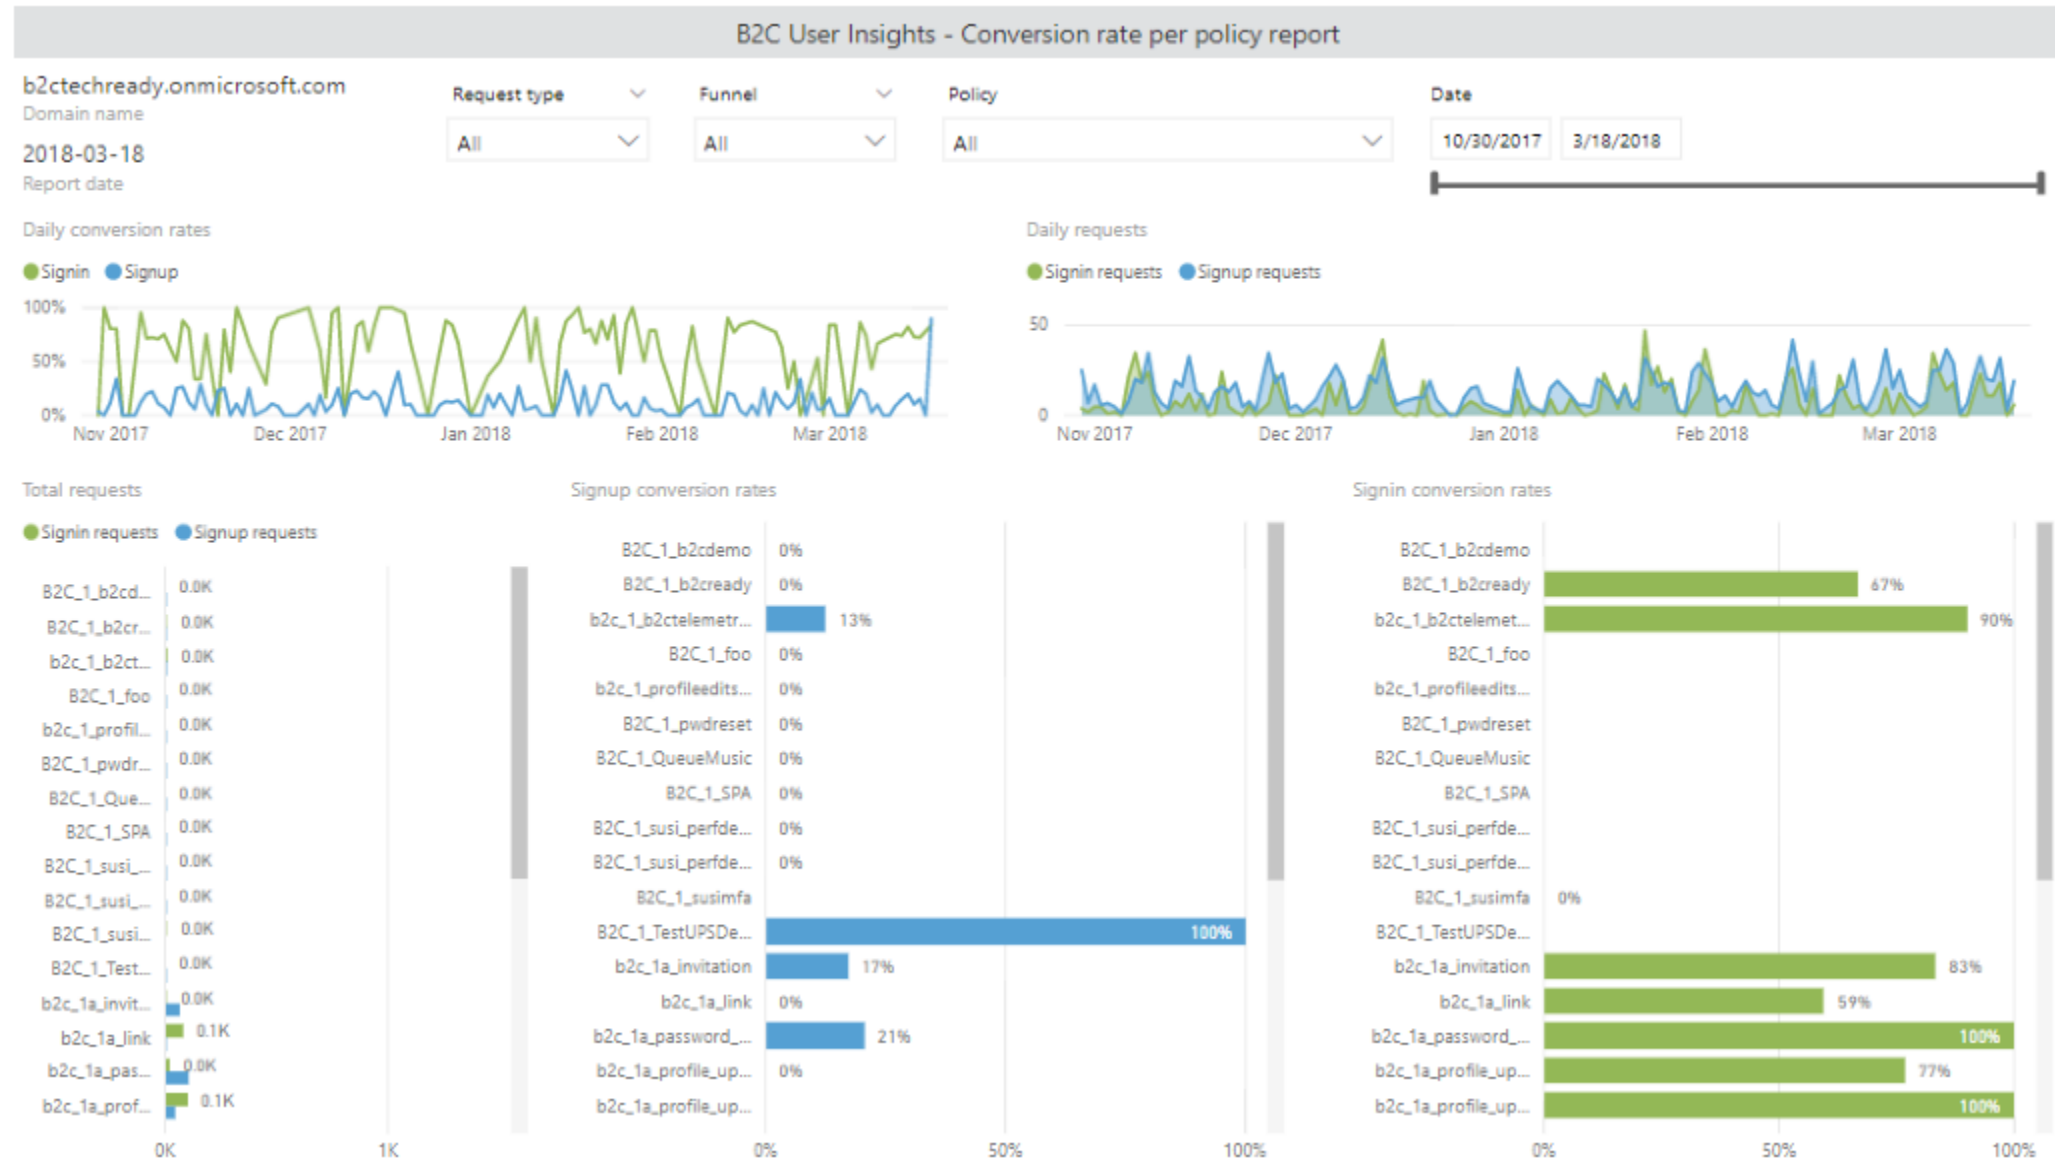 B2C User Insights - Conversion rate per policy report
b2ctechready.onmicrosoft.com
Domain name
2018-03-18
Report date
Request type
All
Funnel
All
Policy
All
Date
10/30/2017 3/18/2018
Daily conversion rates
Signin Signup
100%
50%
0%
Nov 2017 Dec 2017 Jan 2018 Feb 2018 Mar 2018
Daily requests
Signin requests Signup requests
50
0
Nov 2017 Dec 2017 Jan 2018 Feb 2018 Mar 2018
Total requests
Signin requests Signup requests
B2C_1_b2cd... 0.0K
B2C_1_b2cr... 0.0K
b2c_1_b2ct... 0.0K
B2C_1_foo 0.0K
b2c_1_profil... 0.0K
B2C_1_pwdr... 0.0K
B2C_1_Que... 0.0K
B2C_1_SPA 0.0K
B2C_1_susi_... 0.0K
B2C_1_susi_... 0.0K
B2C_1_susi... 0.0K
B2C_1_Test... 0.0K
b2c_1a_invit... 0.0K
b2c_1a_link 0.1K
b2c_1a_pas... 0.0K
b2c_1a_prof... 0.1K
0K 1K
Signup conversion rates
B2C_1_b2cdemo 0%
B2C_1_b2cready 0%
b2c_1_b2ctelemetr... 13%
B2C_1_foo 0%
b2c_1_profileedits... 0%
B2C_1_pwdreset 0%
B2C_1_QueueMusic 0%
B2C_1_SPA 0%
B2C_1_susi_perfde... 0%
B2C_1_susi_perfde... 0%
B2C_1_susimfa
B2C_1_TestUPSDe... 100%
b2c_1a_invitation 17%
b2c_1a_link 0%
b2c_1a_password_... 21%
b2c_1a_profile_up... 0%
b2c_1a_profile_up...
0% 50% 100%
Signin conversion rates
B2C_1_b2cdemo
B2C_1_b2cready 67%
b2c_1_b2ctelemet... 90%
B2C_1_foo
b2c_1_profileedits...
B2C_1_pwdreset
B2C_1_QueueMusic
B2C_1_SPA
B2C_1_susi_perfde...
B2C_1_susi_perfde...
B2C_1_susimfa 0%
B2C_1_TestUPSDe...
b2c_1a_invitation 83%
b2c_1a_link 59%
b2c_1a_password_... 100%
b2c_1a_profile_up... 77%
b2c_1a_profile_up... 100%
0% 50% 100%